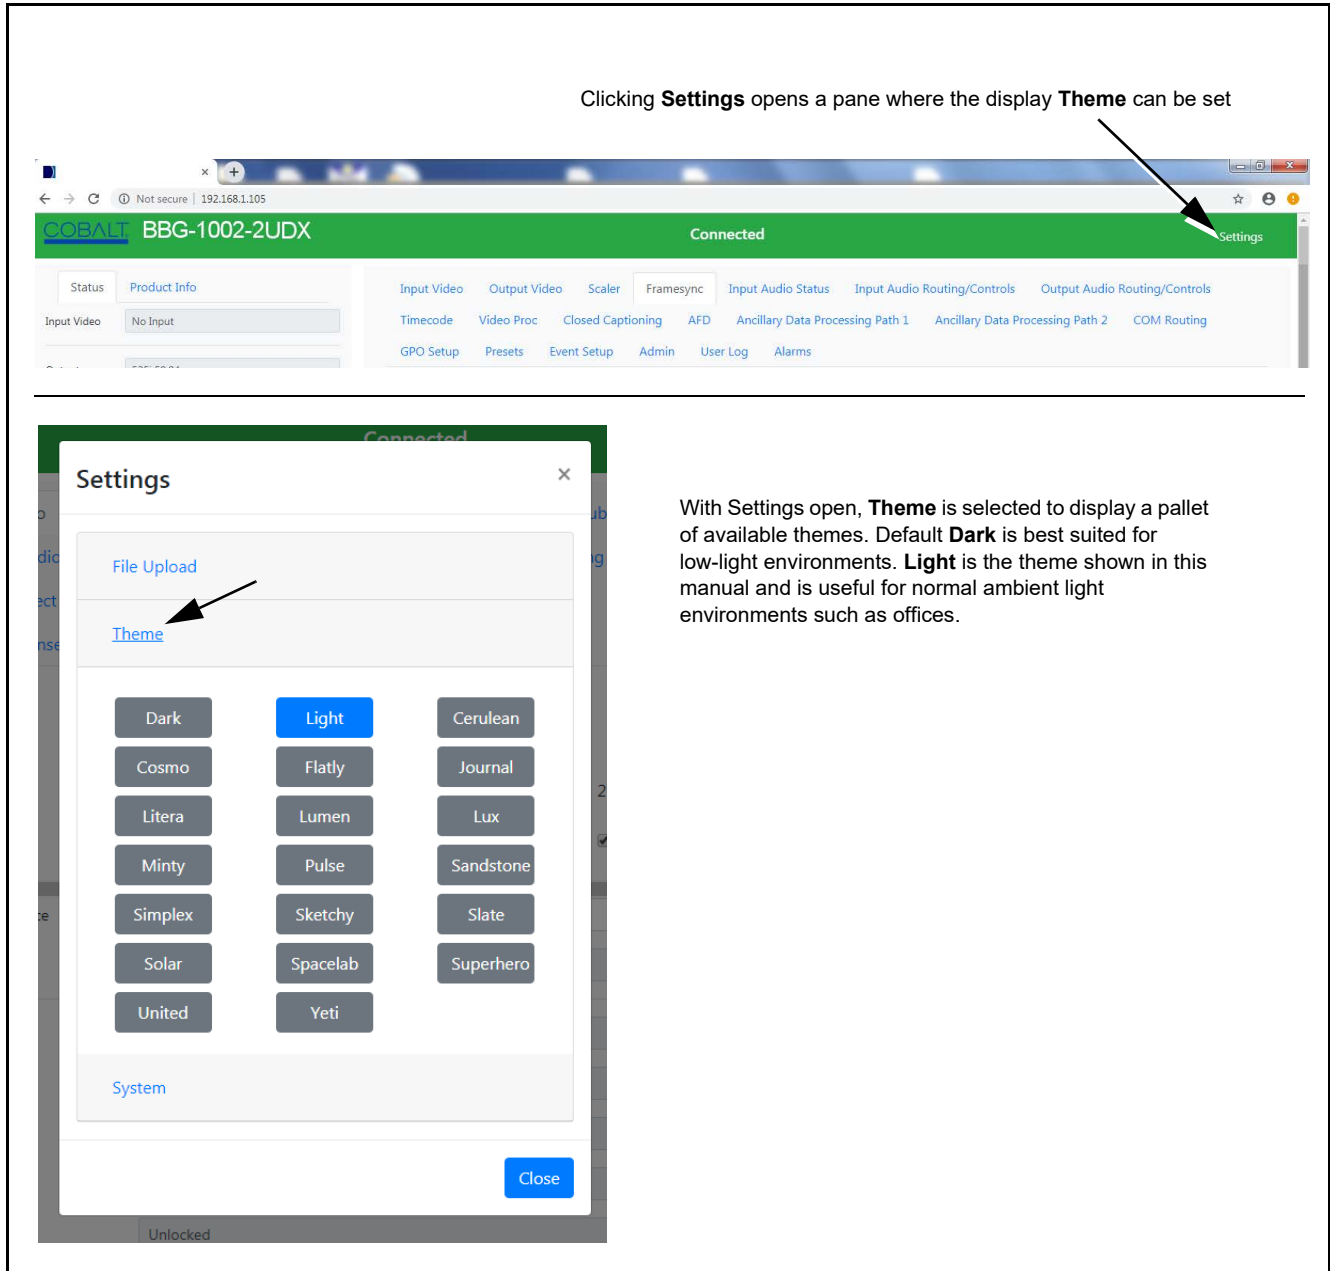 Clicking Settings opens a pane where the display Theme can be set
Not secure | 192.168.1.105
COBALT BBG-1002-2UDX Connected Settings
Status Product Info
Input Video Output Video Scaler Framesync Input Audio Status Input Audio Routing/Controls Output Audio Routing/Controls
Input Video No Input
Timecode Video Proc Closed Captioning AFD Ancillary Data Processing Path 1 Ancillary Data Processing Path 2 COM Routing
GPO Setup Presets Event Setup Admin User Log Alarms
Connected
Settings ×
File Upload
Theme
Dark Light Cerulean
Cosmo Flatly Journal
Litera Lumen Lux
Minty Pulse Sandstone
Simplex Sketchy Slate
Solar Spacelab Superhero
United Yeti
System
Close
Unlocked
With Settings open, Theme is selected to display a pallet
of available themes. Default Dark is best suited for
low-light environments. Light is the theme shown in this
manual and is useful for normal ambient light
environments such as offices.